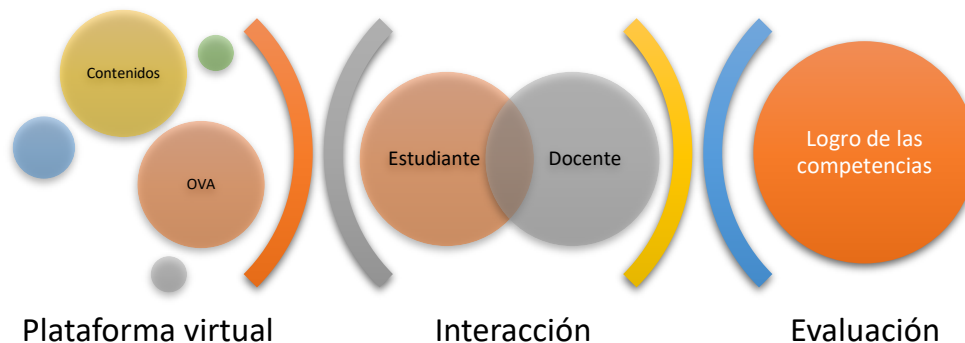 Contenidos
OVA
Estudiante
Docente
Logro de las
competencias
Plataforma virtual
Interacción
Evaluación